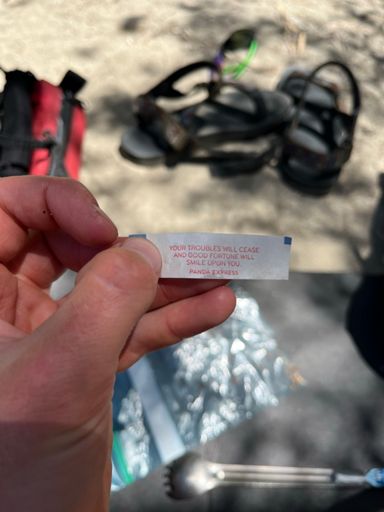 YOUR TROUBLES WILL CEASE
AND GOOD FORTUNE WILL
SMILE UPON YOU.
PANDA EXPRESS